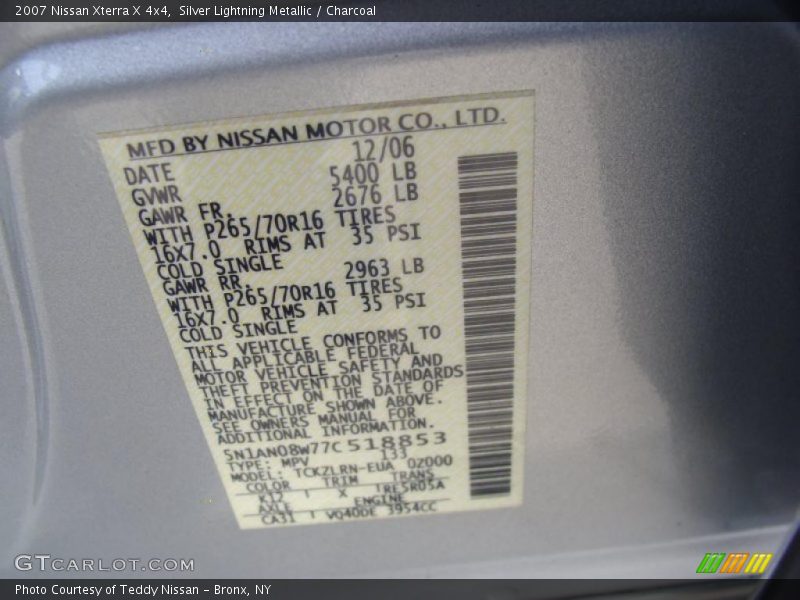 2007 Nissan Xterra X 4x4,  Silver Lightning Metallic / Charcoal
MFD BY NISSAN MOTOR CO., LTD.
DATE 12/06
GVWR 5400 LB
GAWR FR. 2676 LB
WITH P265/70R16 TIRES
16X7.0 RIMS AT 35 PSI
COLD SINGLE
GAWR RR. 2963 LB
WITH P265/70R16 TIRES
16X7.0 RIMS AT 35 PSI
COLD SINGLE
THIS VEHICLE CONFORMS TO
ALL APPLICABLE FEDERAL
MOTOR VEHICLE SAFETY AND
THEFT PREVENTION STANDARDS
IN EFFECT ON THE DATE OF
MANUFACTURE SHOWN ABOVE.
SEE OWNERS MANUAL FOR
ADDITIONAL INFORMATION.
5N1AN08W77C518853
TYPE: MPV 133
MODEL: TCKZLRN-EUA 0Z000
COLOR TRIM TRANS
K12 X TRE5R05A
AXLE ENGINE
CA31 VQ40DE 3954CC
GTCARLOT.COM
Photo Courtesy of Teddy Nissan – Bronx, NY